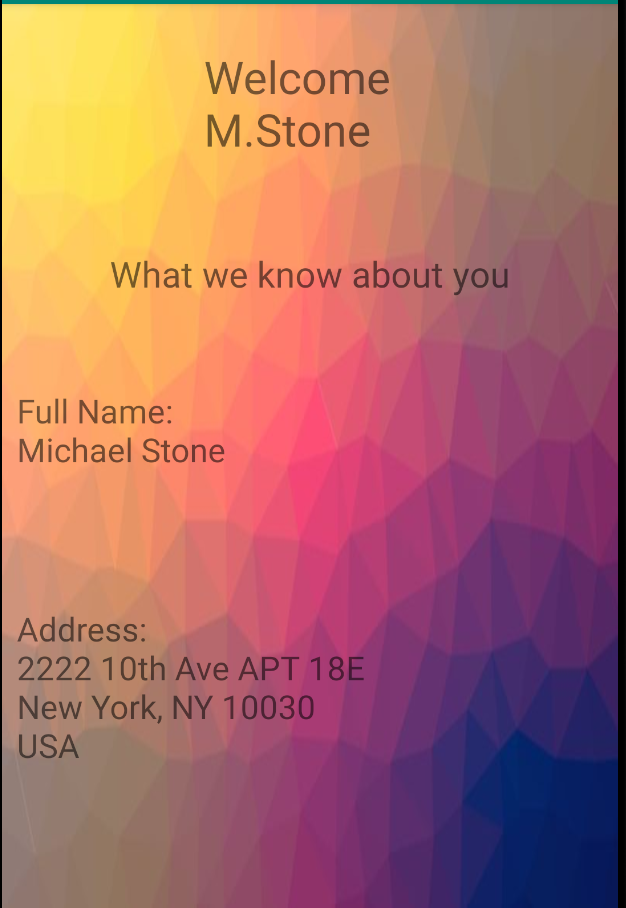 Welcome
M.Stone
What we know about you
Full Name:
Michael Stone
Address:
2222 10th Ave APT 18E
New York, NY 10030
USA